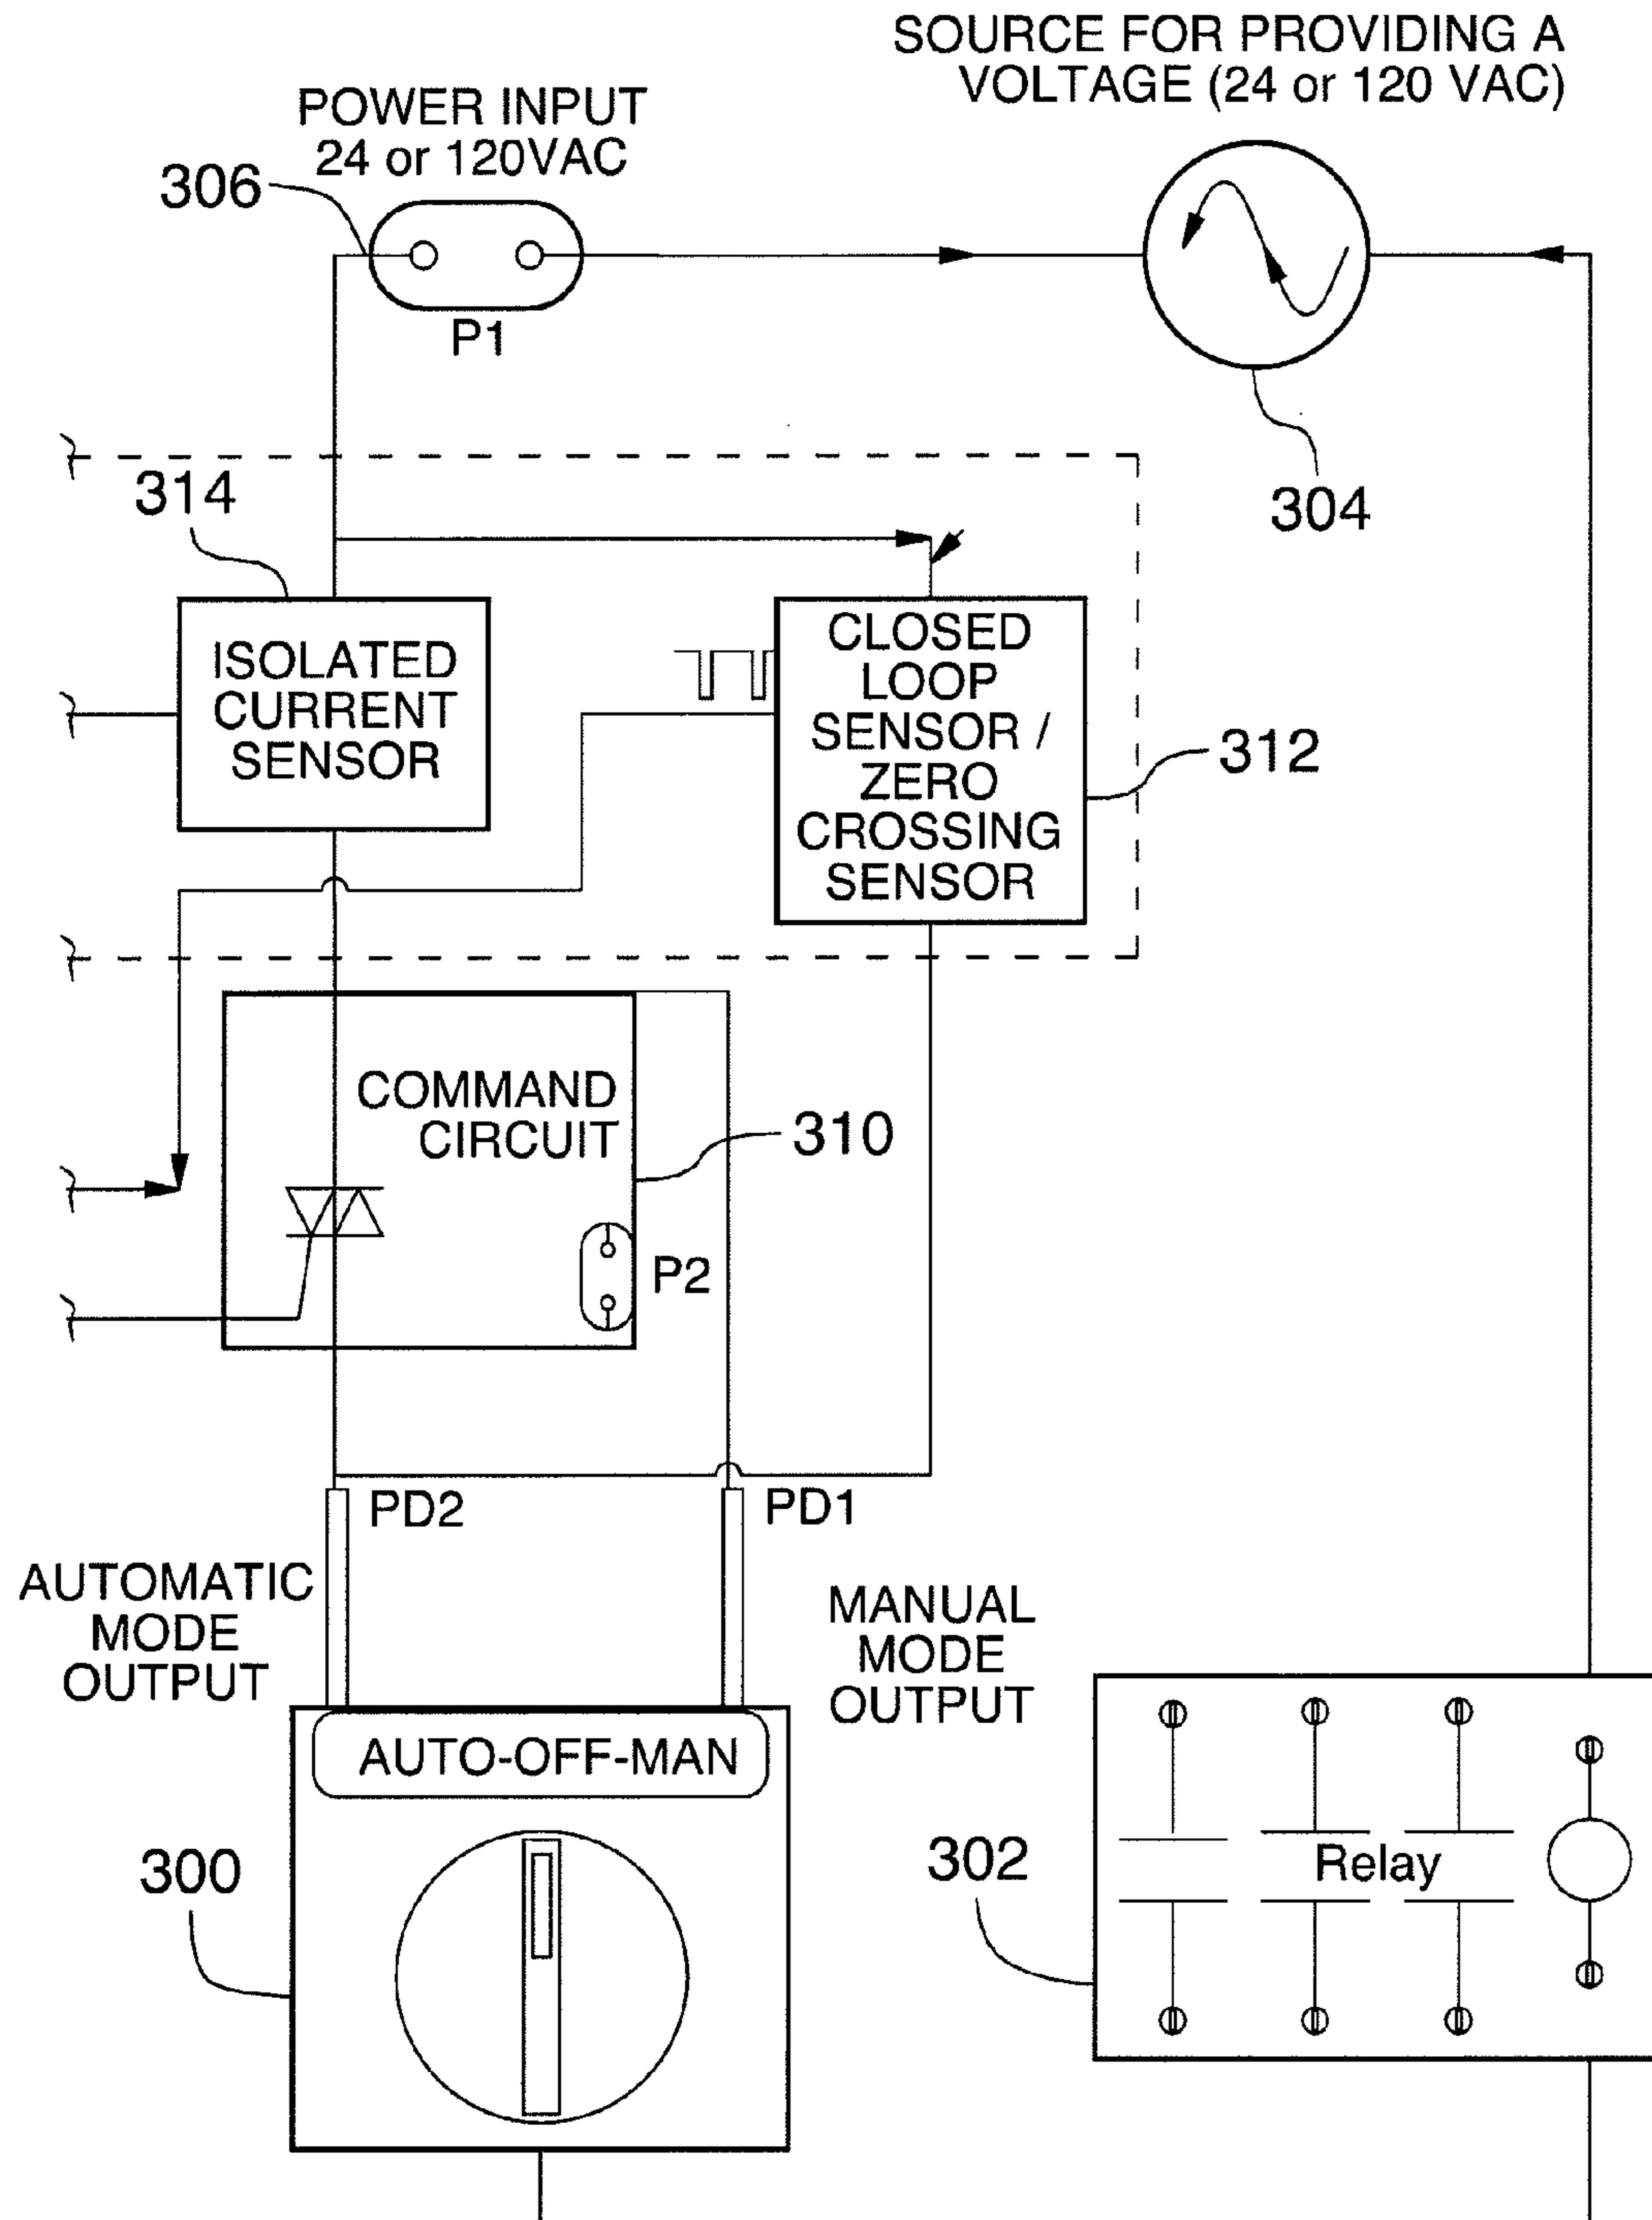 SOURCE FOR PROVIDING A
VOLTAGE (24 or 120 VAC)
POWER INPUT
24 or 120VAC
306
P1
304
314
ISOLATED
CURRENT
SENSOR
CLOSED
LOOP
SENSOR /
ZERO
CROSSING
SENSOR
312
COMMAND
CIRCUIT
310
P2
PD2
PD1
AUTOMATIC
MODE
OUTPUT
MANUAL
MODE
OUTPUT
AUTO-OFF-MAN
300
302
Relay